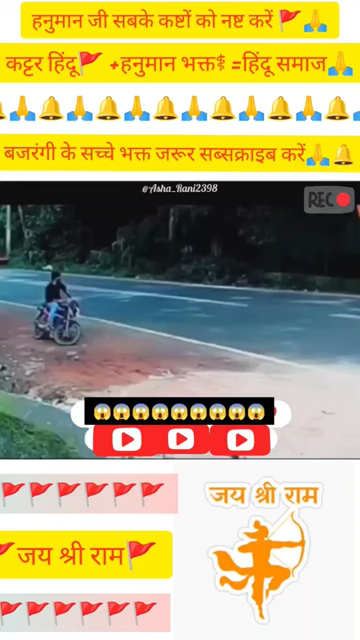 हनुमान जी सबके कष्टों को नष्ट करें 🚩🙏
कट्टर हिंदू🚩 +हनुमान भक्त$ =हिंदू समाज🙏
🙏🔔🙏🔔🙏🔔🙏🔔🙏🔔
बजरंगी के सच्चे भक्त जरूर सब्सक्राइब करें🙏🔔
@Asha_Rani2398
REC
😱😱😱😱😱😱😱😱😱
🚩🚩🚩🚩🚩🚩
जय श्री राम
🚩जय श्री राम🚩
🚩🚩🚩🚩🚩🚩